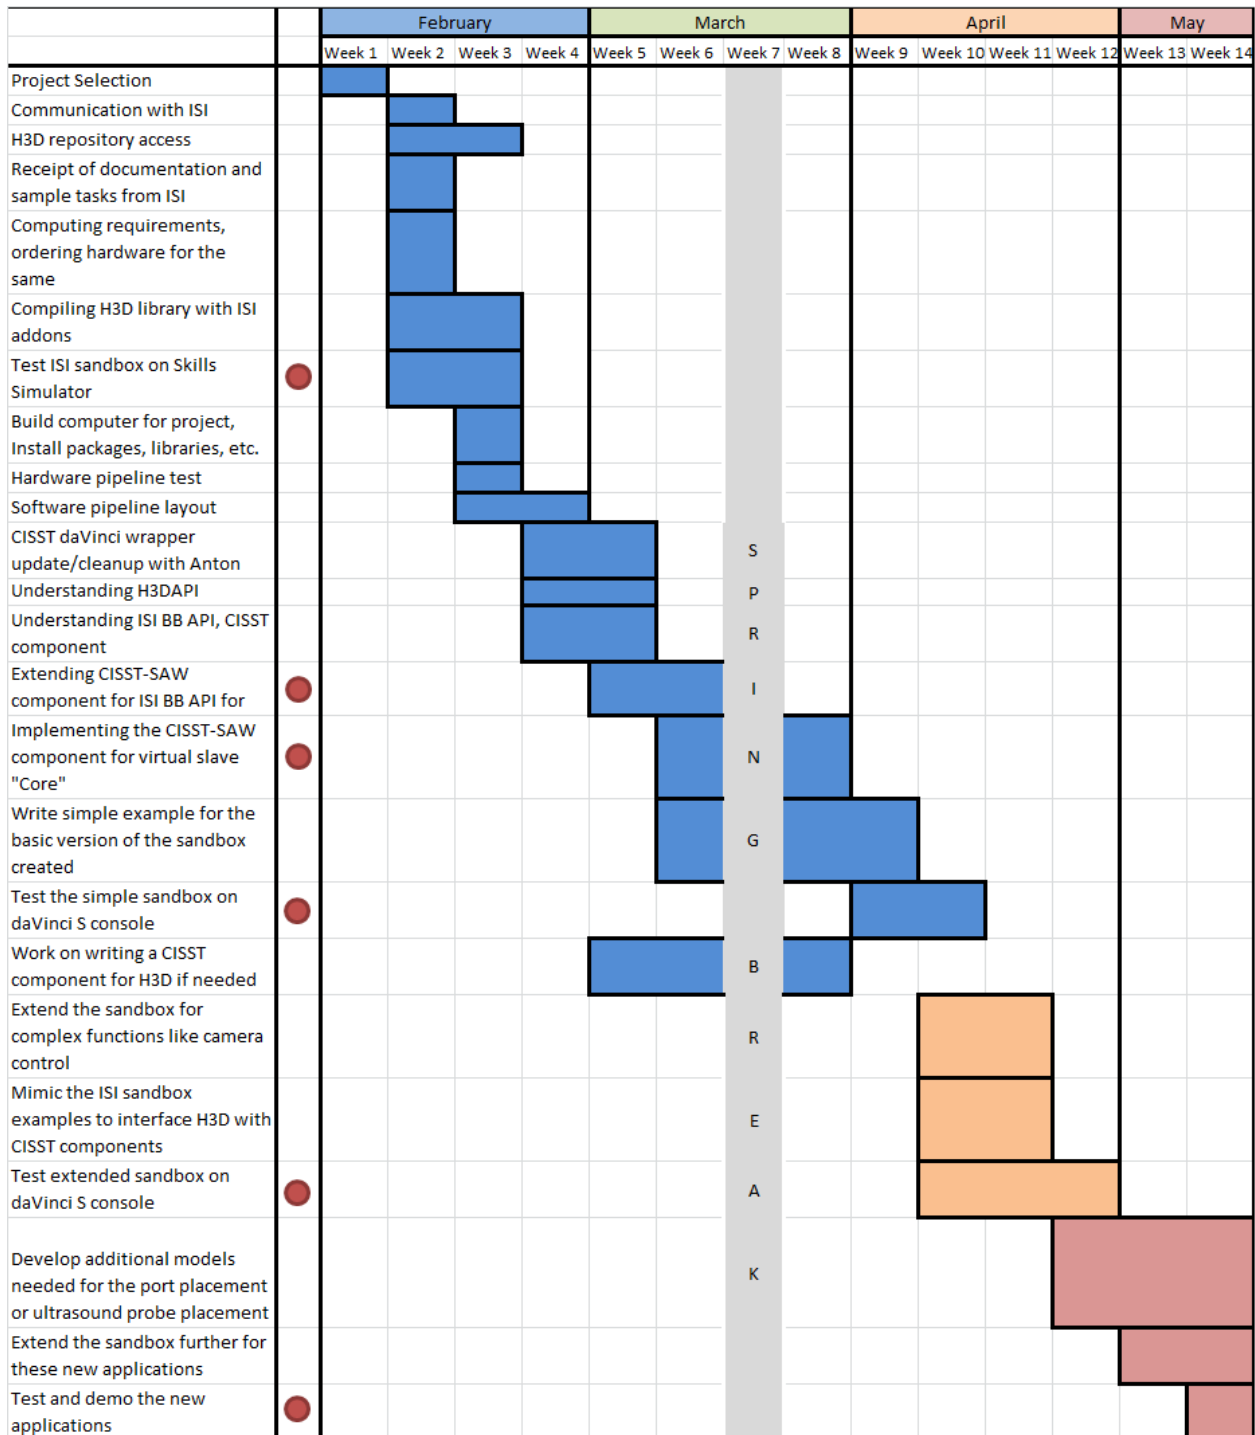 February March April May
Week 1 Week 2 Week 3 Week 4 Week 5 Week 6 Week 7 Week 8 Week 9 Week 10 Week 11 Week 12 Week 13 Week 14
Project Selection
Communication with ISI
H3D repository access
Receipt of documentation and
sample tasks from ISI
Computing requirements,
ordering hardware for the
same
Compiling H3D library with ISI
addons
Test ISI sandbox on Skills
Simulator
Build computer for project,
Install packages, libraries, etc.
Hardware pipeline test
Software pipeline layout
CISST daVinci wrapper
update/cleanup with Anton
Understanding H3DAPI
Understanding ISI BB API, CISST
component
Extending CISST-SAW
component for ISI BB API for
Implementing the CISST-SAW
component for virtual slave
"Core"
Write simple example for the
basic version of the sandbox
created
Test the simple sandbox on
daVinci S console
Work on writing a CISST
component for H3D if needed
Extend the sandbox for
complex functions like camera
control
Mimic the ISI sandbox
examples to interface H3D with
CISST components
Test extended sandbox on
daVinci S console
Develop additional models
needed for the port placement
or ultrasound probe placement
Extend the sandbox further for
these new applications
Test and demo the new
applications
S
P
R
I
N
G
B
R
E
A
K